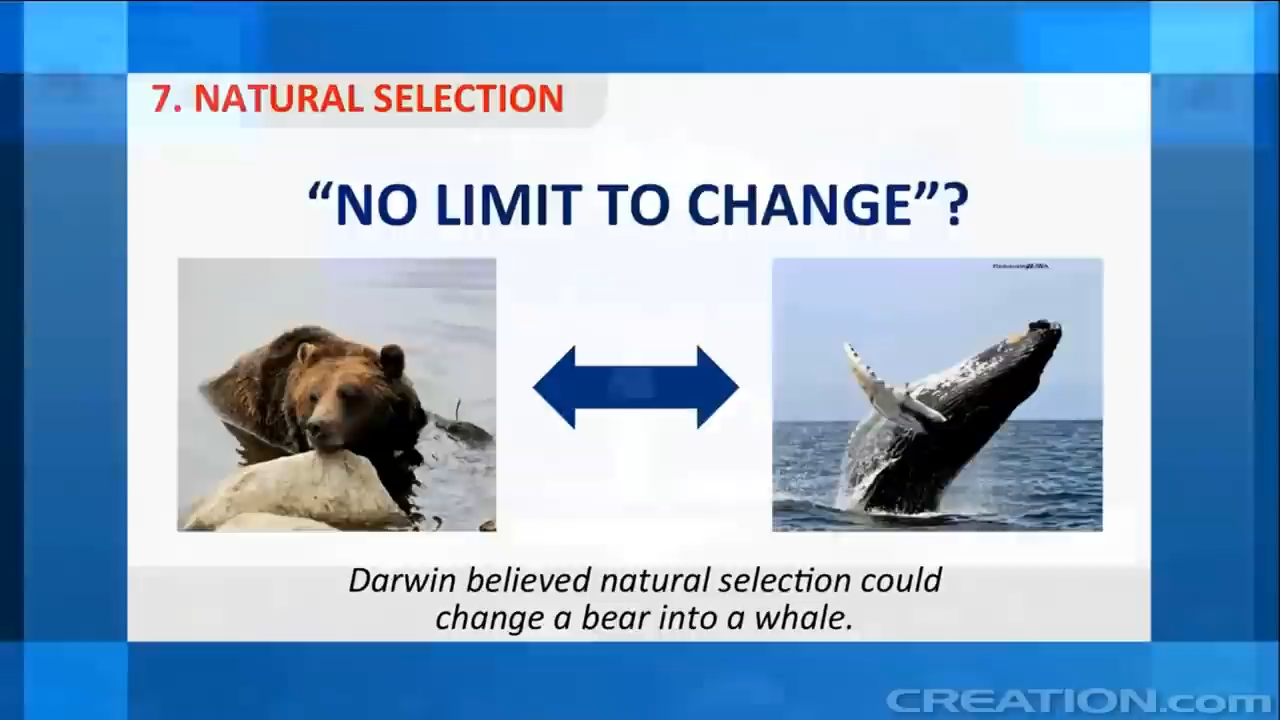 7. NATURAL SELECTION
“NO LIMIT TO CHANGE”?
Darwin believed natural selection could
change a bear into a whale.
CREATION.com